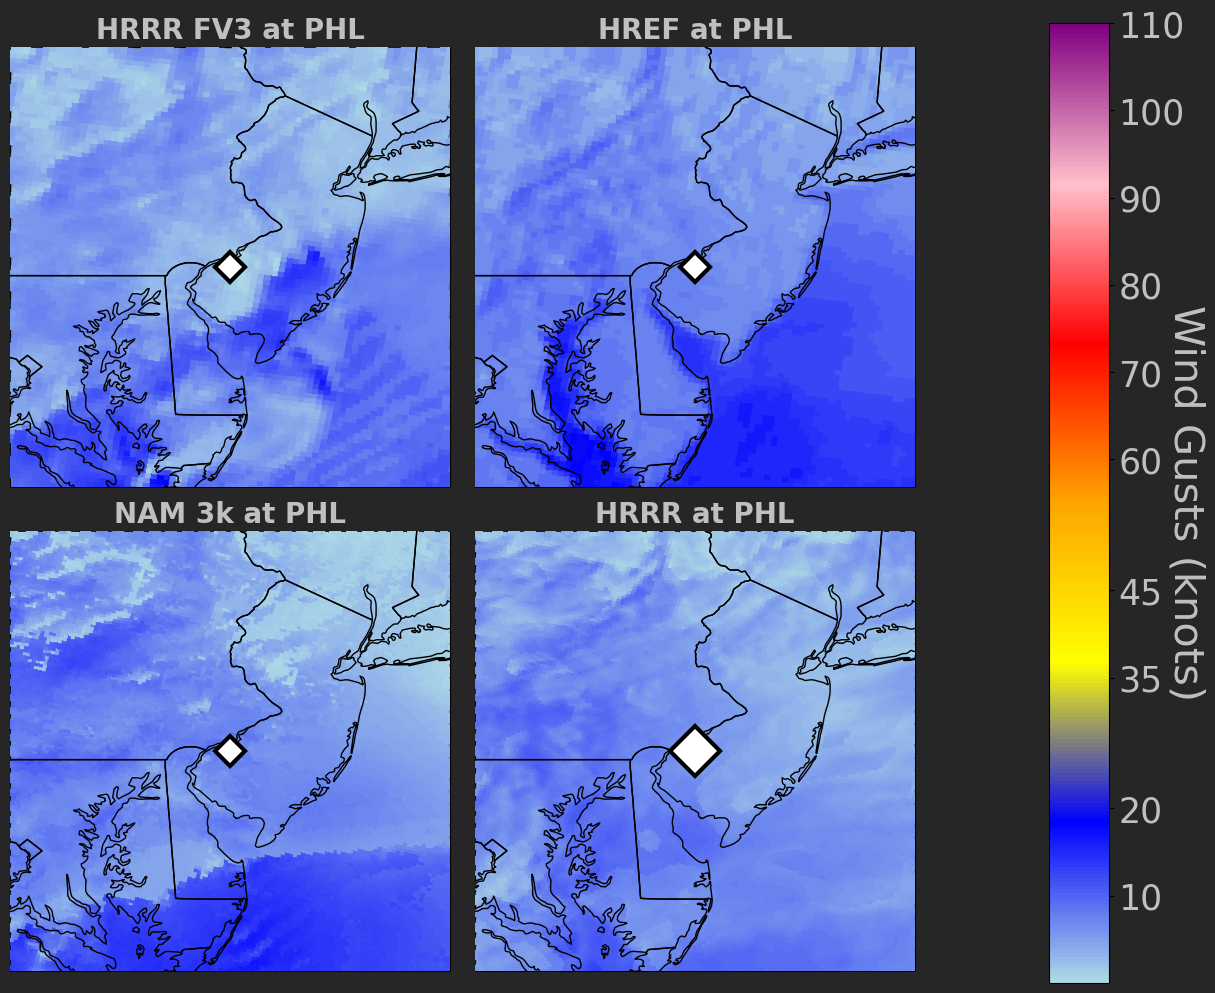 HRRR FV3 at PHL
HREF at PHL
NAM 3k at PHL
HRRR at PHL
110
100
90
80
70
60
45
35
20
10
Wind Gusts (knots)